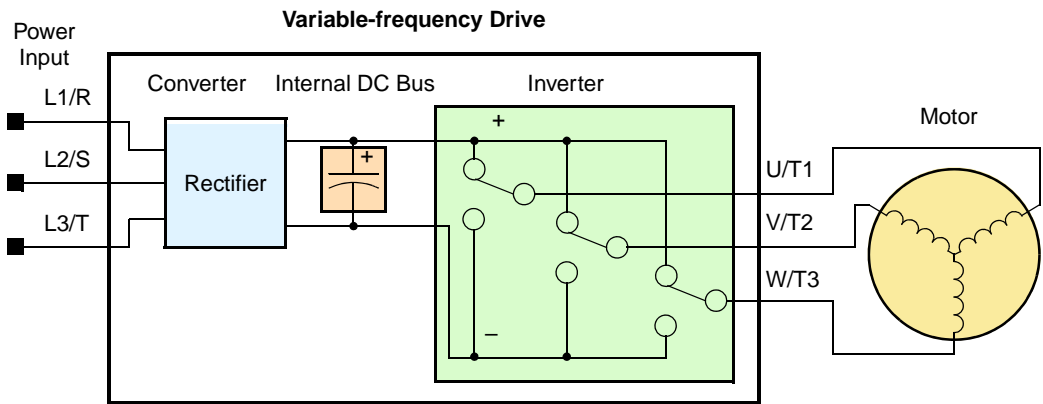 Variable-frequency Drive
Power
Input
Converter
Internal DC Bus
Inverter
Motor
L1/R
L2/S
L3/T
Rectifier
+
+
–
U/T1
V/T2
W/T3